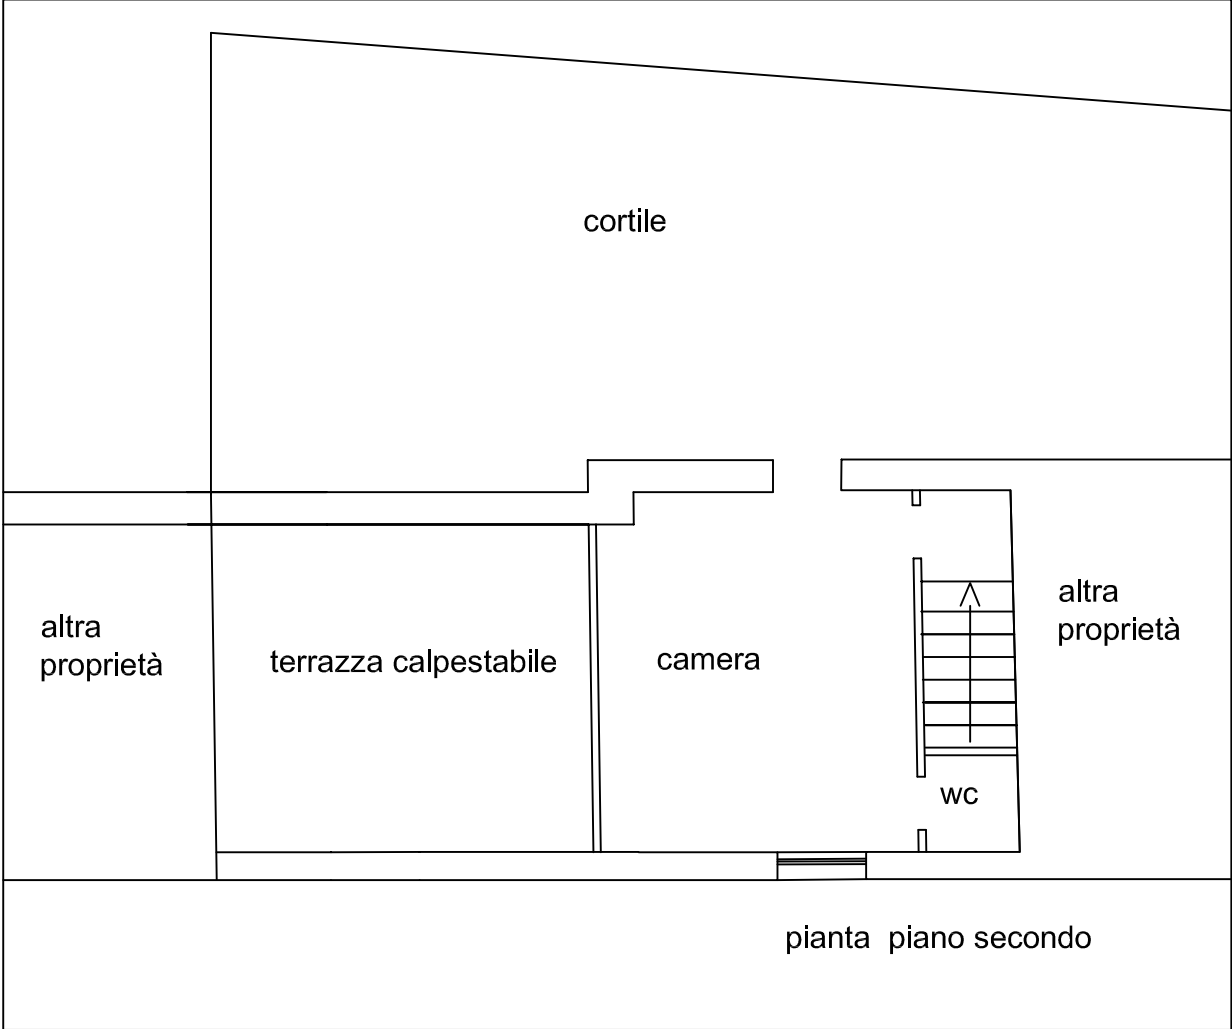 cortile
altra
proprietà
terrazza calpestabile
camera
altra
proprietà
wc
pianta piano secondo